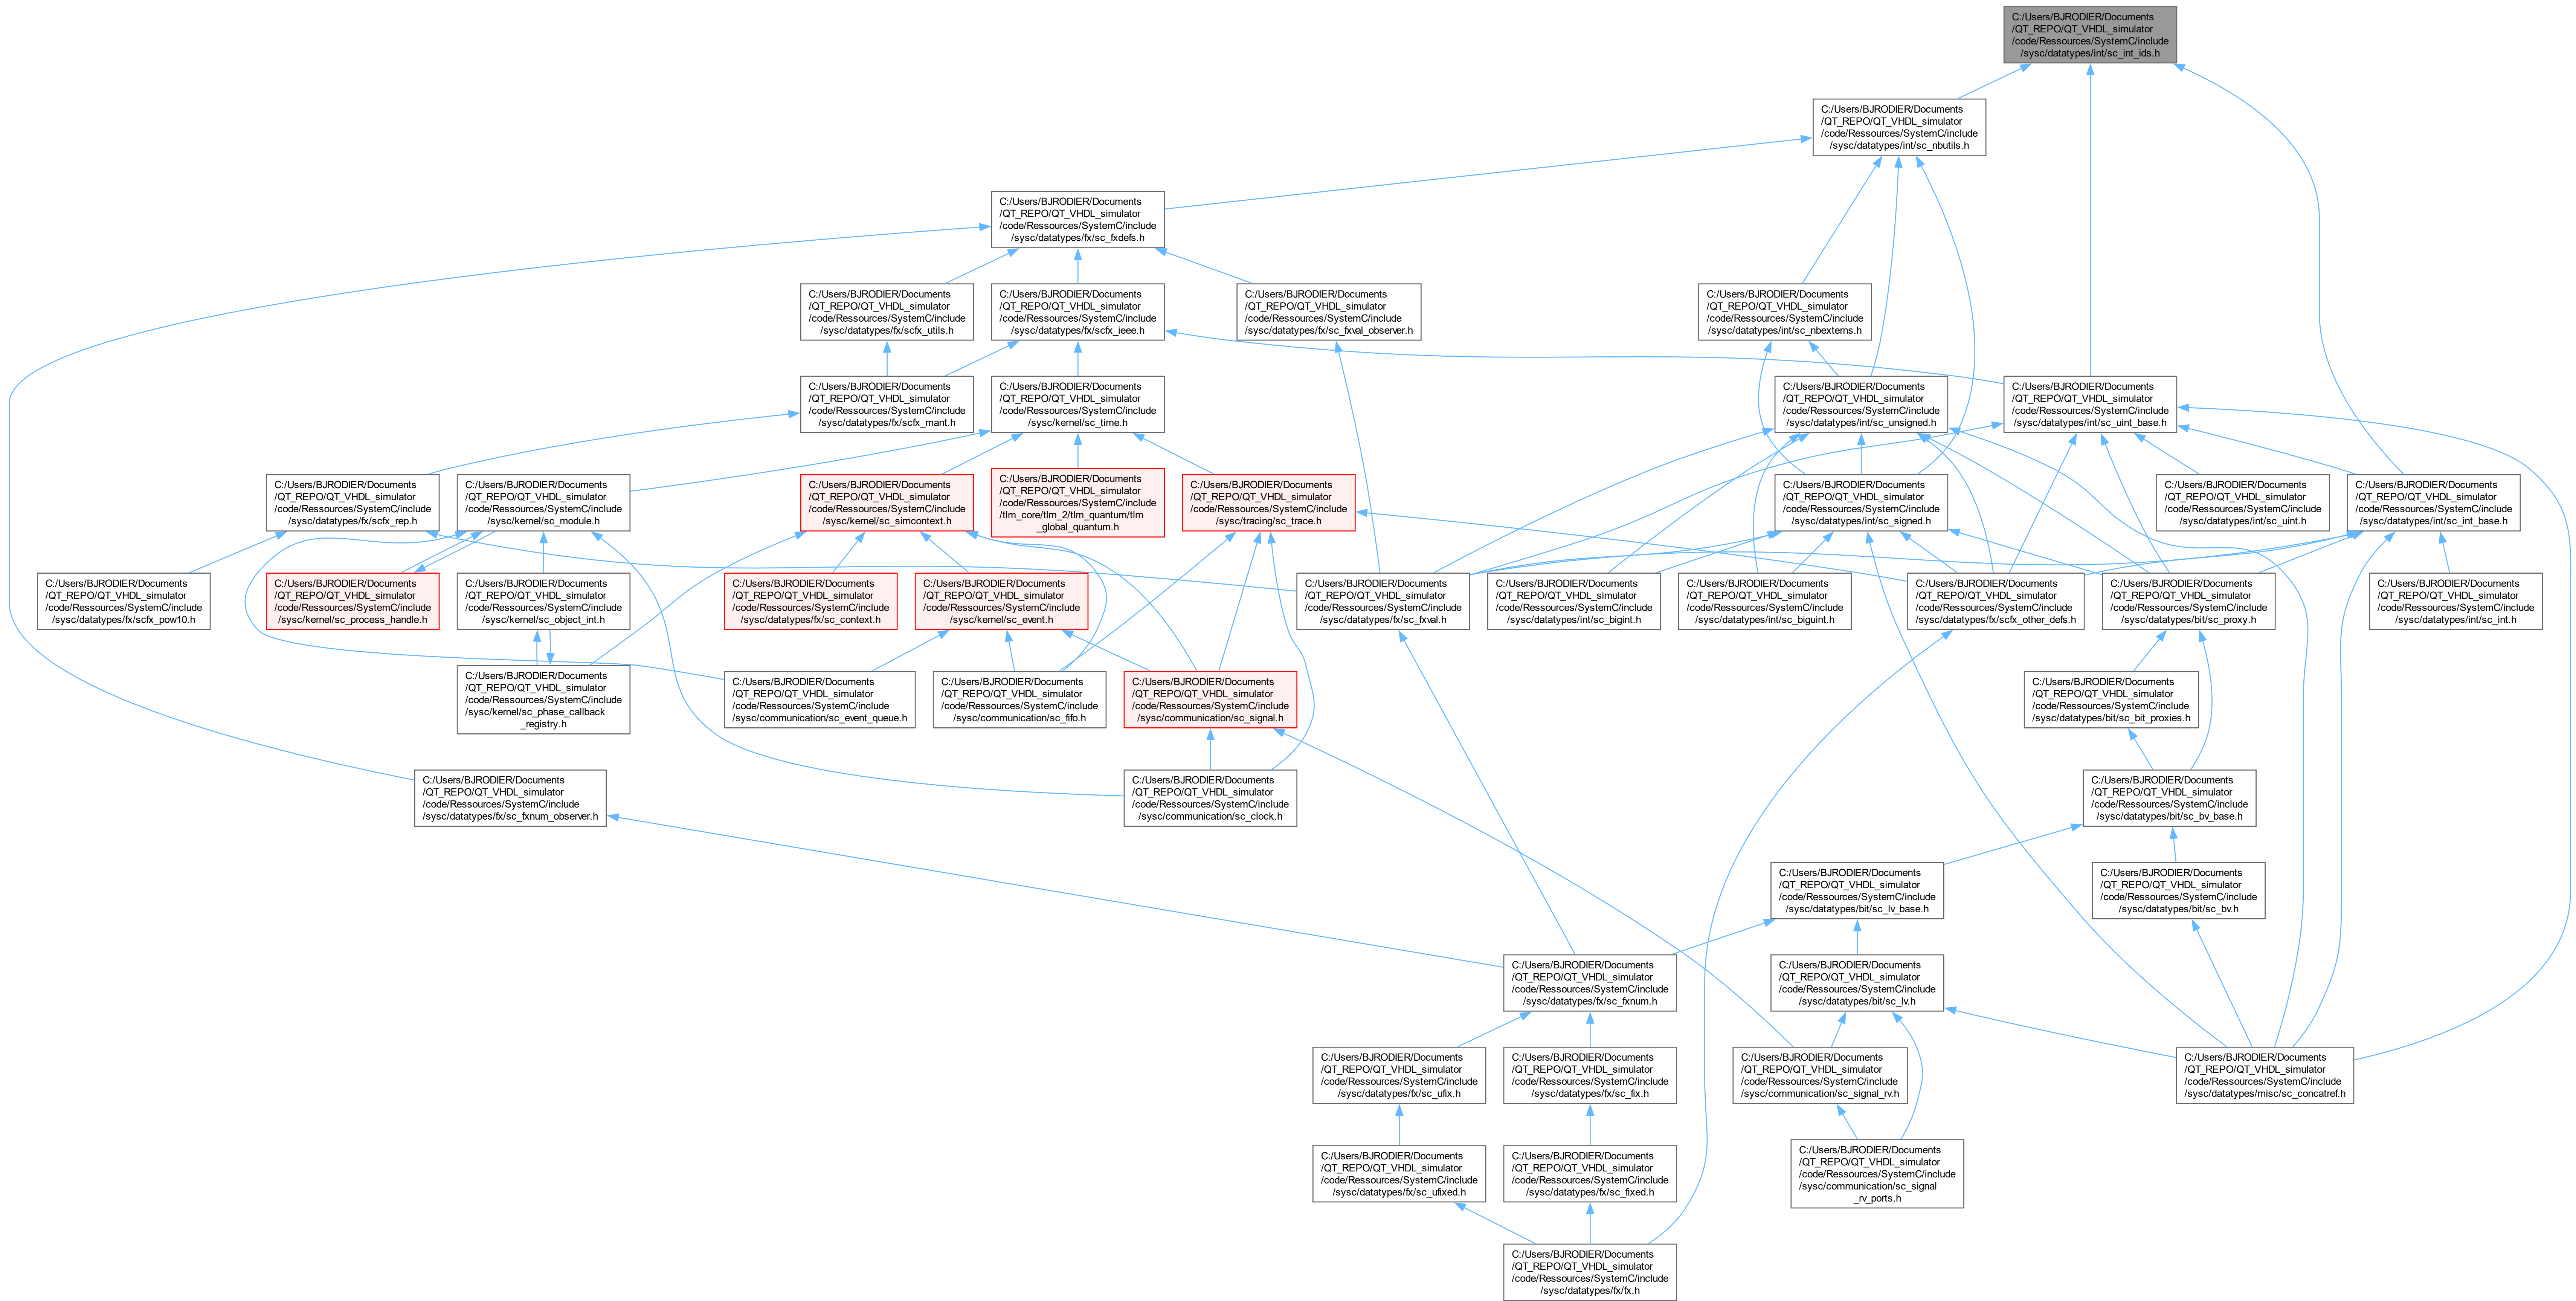 C:/Users/BJRODIER/Documents
/QT_REPO/QT_VHDL_simulator
/code/Ressources/SystemC/include
/sysc/datatypes/int/sc_int_ids.h
C:/Users/BJRODIER/Documents
/QT_REPO/QT_VHDL_simulator
/code/Ressources/SystemC/include
/sysc/datatypes/int/sc_nbutils.h
C:/Users/BJRODIER/Documents
/QT_REPO/QT_VHDL_simulator
/code/Ressources/SystemC/include
/sysc/datatypes/fx/sc_fxdefs.h
C:/Users/BJRODIER/Documents
/QT_REPO/QT_VHDL_simulator
/code/Ressources/SystemC/include
/sysc/datatypes/fx/scfx_utils.h
C:/Users/BJRODIER/Documents
/QT_REPO/QT_VHDL_simulator
/code/Ressources/SystemC/include
/sysc/datatypes/fx/scfx_ieee.h
C:/Users/BJRODIER/Documents
/QT_REPO/QT_VHDL_simulator
/code/Ressources/SystemC/include
/sysc/datatypes/fx/sc_fxval_observer.h
C:/Users/BJRODIER/Documents
/QT_REPO/QT_VHDL_simulator
/code/Ressources/SystemC/include
/sysc/datatypes/int/sc_nbexterns.h
C:/Users/BJRODIER/Documents
/QT_REPO/QT_VHDL_simulator
/code/Ressources/SystemC/include
/sysc/datatypes/fx/scfx_mant.h
C:/Users/BJRODIER/Documents
/QT_REPO/QT_VHDL_simulator
/code/Ressources/SystemC/include
/sysc/kernel/sc_time.h
C:/Users/BJRODIER/Documents
/QT_REPO/QT_VHDL_simulator
/code/Ressources/SystemC/include
/sysc/datatypes/int/sc_unsigned.h
C:/Users/BJRODIER/Documents
/QT_REPO/QT_VHDL_simulator
/code/Ressources/SystemC/include
/sysc/datatypes/int/sc_uint_base.h
C:/Users/BJRODIER/Documents
/QT_REPO/QT_VHDL_simulator
/code/Ressources/SystemC/include
/sysc/datatypes/fx/scfx_rep.h
C:/Users/BJRODIER/Documents
/QT_REPO/QT_VHDL_simulator
/code/Ressources/SystemC/include
/sysc/kernel/sc_module.h
C:/Users/BJRODIER/Documents
/QT_REPO/QT_VHDL_simulator
/code/Ressources/SystemC/include
/sysc/kernel/sc_simcontext.h
C:/Users/BJRODIER/Documents
/QT_REPO/QT_VHDL_simulator
/code/Ressources/SystemC/include
/tlm_core/tlm_2/tlm_quantum/tlm
_global_quantum.h
C:/Users/BJRODIER/Documents
/QT_REPO/QT_VHDL_simulator
/code/Ressources/SystemC/include
/sysc/tracing/sc_trace.h
C:/Users/BJRODIER/Documents
/QT_REPO/QT_VHDL_simulator
/code/Ressources/SystemC/include
/sysc/datatypes/int/sc_signed.h
C:/Users/BJRODIER/Documents
/QT_REPO/QT_VHDL_simulator
/code/Ressources/SystemC/include
/sysc/datatypes/int/sc_uint.h
C:/Users/BJRODIER/Documents
/QT_REPO/QT_VHDL_simulator
/code/Ressources/SystemC/include
/sysc/datatypes/int/sc_int_base.h
C:/Users/BJRODIER/Documents
/QT_REPO/QT_VHDL_simulator
/code/Ressources/SystemC/include
/sysc/datatypes/fx/scfx_pow10.h
C:/Users/BJRODIER/Documents
/QT_REPO/QT_VHDL_simulator
/code/Ressources/SystemC/include
/sysc/kernel/sc_process_handle.h
C:/Users/BJRODIER/Documents
/QT_REPO/QT_VHDL_simulator
/code/Ressources/SystemC/include
/sysc/kernel/sc_object_int.h
C:/Users/BJRODIER/Documents
/QT_REPO/QT_VHDL_simulator
/code/Ressources/SystemC/include
/sysc/datatypes/fx/sc_context.h
C:/Users/BJRODIER/Documents
/QT_REPO/QT_VHDL_simulator
/code/Ressources/SystemC/include
/sysc/kernel/sc_event.h
C:/Users/BJRODIER/Documents
/QT_REPO/QT_VHDL_simulator
/code/Ressources/SystemC/include
/sysc/datatypes/fx/sc_fxval.h
C:/Users/BJRODIER/Documents
/QT_REPO/QT_VHDL_simulator
/code/Ressources/SystemC/include
/sysc/datatypes/int/sc_bigint.h
C:/Users/BJRODIER/Documents
/QT_REPO/QT_VHDL_simulator
/code/Ressources/SystemC/include
/sysc/datatypes/int/sc_biguint.h
C:/Users/BJRODIER/Documents
/QT_REPO/QT_VHDL_simulator
/code/Ressources/SystemC/include
/sysc/datatypes/fx/scfx_other_defs.h
C:/Users/BJRODIER/Documents
/QT_REPO/QT_VHDL_simulator
/code/Ressources/SystemC/include
/sysc/datatypes/bit/sc_proxy.h
C:/Users/BJRODIER/Documents
/QT_REPO/QT_VHDL_simulator
/code/Ressources/SystemC/include
/sysc/datatypes/int/sc_int.h
C:/Users/BJRODIER/Documents
/QT_REPO/QT_VHDL_simulator
/code/Ressources/SystemC/include
/sysc/kernel/sc_phase_callback
_registry.h
C:/Users/BJRODIER/Documents
/QT_REPO/QT_VHDL_simulator
/code/Ressources/SystemC/include
/sysc/communication/sc_event_queue.h
C:/Users/BJRODIER/Documents
/QT_REPO/QT_VHDL_simulator
/code/Ressources/SystemC/include
/sysc/communication/sc_fifo.h
C:/Users/BJRODIER/Documents
/QT_REPO/QT_VHDL_simulator
/code/Ressources/SystemC/include
/sysc/communication/sc_signal.h
C:/Users/BJRODIER/Documents
/QT_REPO/QT_VHDL_simulator
/code/Ressources/SystemC/include
/sysc/datatypes/bit/sc_bit_proxies.h
C:/Users/BJRODIER/Documents
/QT_REPO/QT_VHDL_simulator
/code/Ressources/SystemC/include
/sysc/datatypes/fx/sc_fxnum_observer.h
C:/Users/BJRODIER/Documents
/QT_REPO/QT_VHDL_simulator
/code/Ressources/SystemC/include
/sysc/communication/sc_clock.h
C:/Users/BJRODIER/Documents
/QT_REPO/QT_VHDL_simulator
/code/Ressources/SystemC/include
/sysc/datatypes/bit/sc_bv_base.h
C:/Users/BJRODIER/Documents
/QT_REPO/QT_VHDL_simulator
/code/Ressources/SystemC/include
/sysc/datatypes/bit/sc_lv_base.h
C:/Users/BJRODIER/Documents
/QT_REPO/QT_VHDL_simulator
/code/Ressources/SystemC/include
/sysc/datatypes/bit/sc_bv.h
C:/Users/BJRODIER/Documents
/QT_REPO/QT_VHDL_simulator
/code/Ressources/SystemC/include
/sysc/datatypes/fx/sc_fxnum.h
C:/Users/BJRODIER/Documents
/QT_REPO/QT_VHDL_simulator
/code/Ressources/SystemC/include
/sysc/datatypes/bit/sc_lv.h
C:/Users/BJRODIER/Documents
/QT_REPO/QT_VHDL_simulator
/code/Ressources/SystemC/include
/sysc/datatypes/fx/sc_ufix.h
C:/Users/BJRODIER/Documents
/QT_REPO/QT_VHDL_simulator
/code/Ressources/SystemC/include
/sysc/datatypes/fx/sc_fix.h
C:/Users/BJRODIER/Documents
/QT_REPO/QT_VHDL_simulator
/code/Ressources/SystemC/include
/sysc/communication/sc_signal_rv.h
C:/Users/BJRODIER/Documents
/QT_REPO/QT_VHDL_simulator
/code/Ressources/SystemC/include
/sysc/datatypes/misc/sc_concatref.h
C:/Users/BJRODIER/Documents
/QT_REPO/QT_VHDL_simulator
/code/Ressources/SystemC/include
/sysc/datatypes/fx/sc_ufixed.h
C:/Users/BJRODIER/Documents
/QT_REPO/QT_VHDL_simulator
/code/Ressources/SystemC/include
/sysc/datatypes/fx/sc_fixed.h
C:/Users/BJRODIER/Documents
/QT_REPO/QT_VHDL_simulator
/code/Ressources/SystemC/include
/sysc/communication/sc_signal
_rv_ports.h
C:/Users/BJRODIER/Documents
/QT_REPO/QT_VHDL_simulator
/code/Ressources/SystemC/include
/sysc/datatypes/fx/fx.h